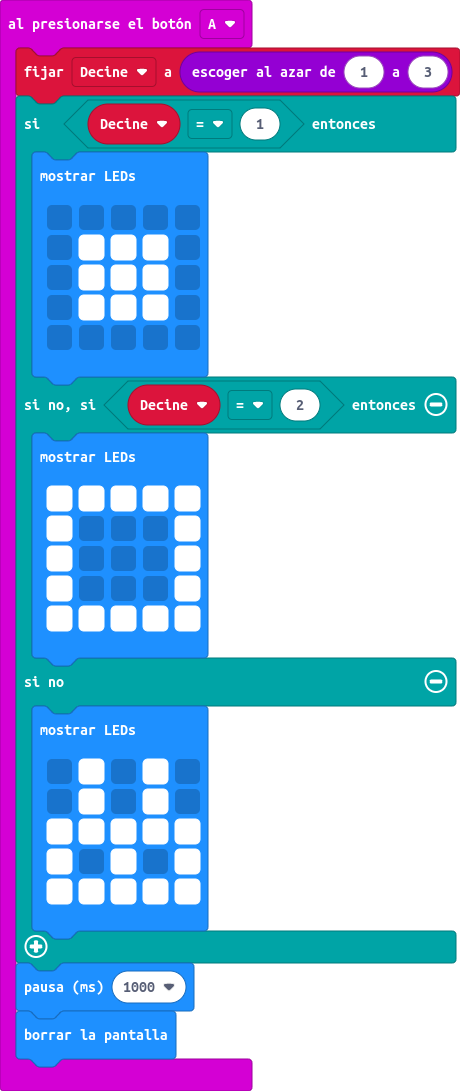 al presionarse el botón A
fijar Decine a escoger al azar de 1 a 3
si Decine = 1 entonces
mostrar LEDs
si no, si Decine = 2 entonces
mostrar LEDs
si no
mostrar LEDs
pausa (ms) 1000
borrar la pantalla